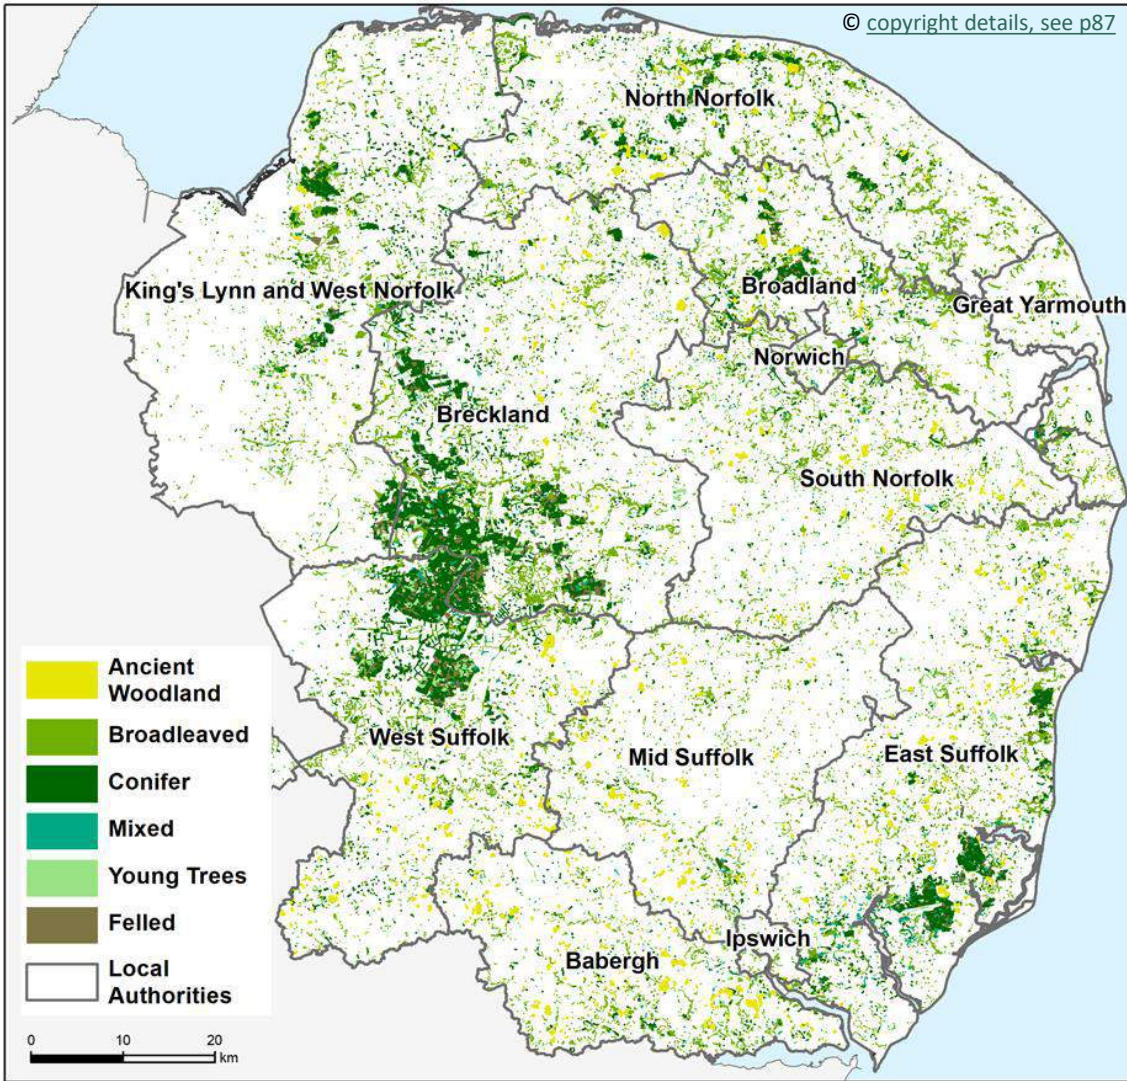 © copyright details, see p87
North Norfolk
King's Lynn and West Norfolk
Broadland
Great Yarmouth
Norwich
Breckland
South Norfolk
West Suffolk
Mid Suffolk
East Suffolk
Ipswich
Babergh
Ancient
Woodland
Broadleaved
Conifer
Mixed
Young Trees
Felled
Local
Authorities
0 10 20
km